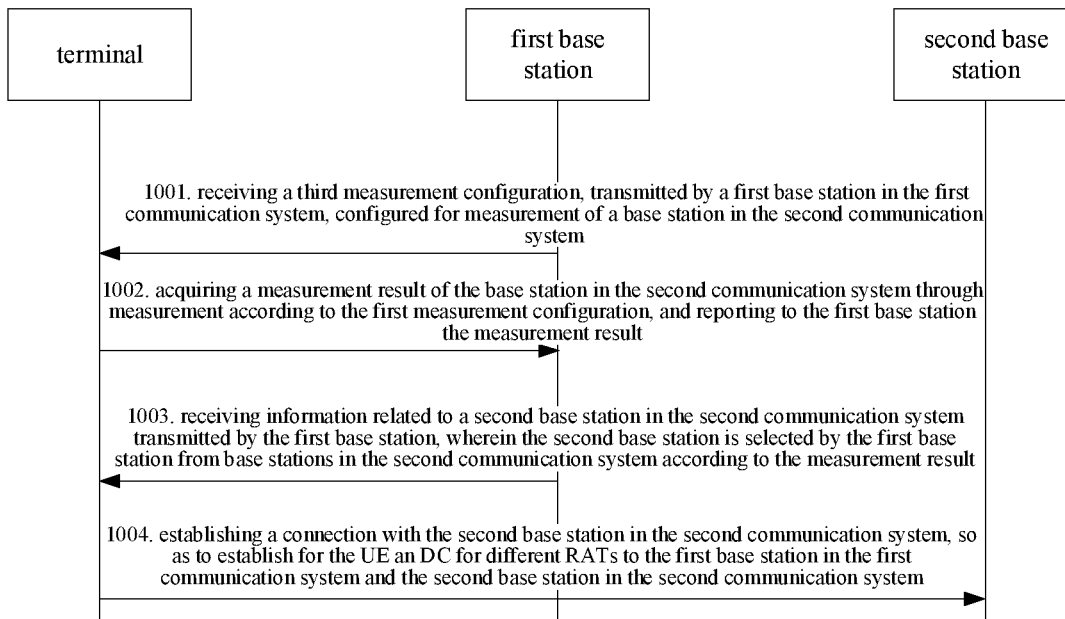 terminal
first base
station
second base
station
1001. receiving a third measurement configuration, transmitted by a first base station in the first
communication system, configured for measurement of a base station in the second communication
system
1002. acquiring a measurement result of the base station in the second communication system through
measurement according to the first measurement configuration, and reporting to the first base station
the measurement result
1003. receiving information related to a second base station in the second communication system
transmitted by the first base station, wherein the second base station is selected by the first base
station from base stations in the second communication system according to the measurement result
1004. establishing a connection with the second base station in the second communication system, so
as to establish for the UE an DC for different RATs to the first base station in the first
communication system and the second base station in the second communication system